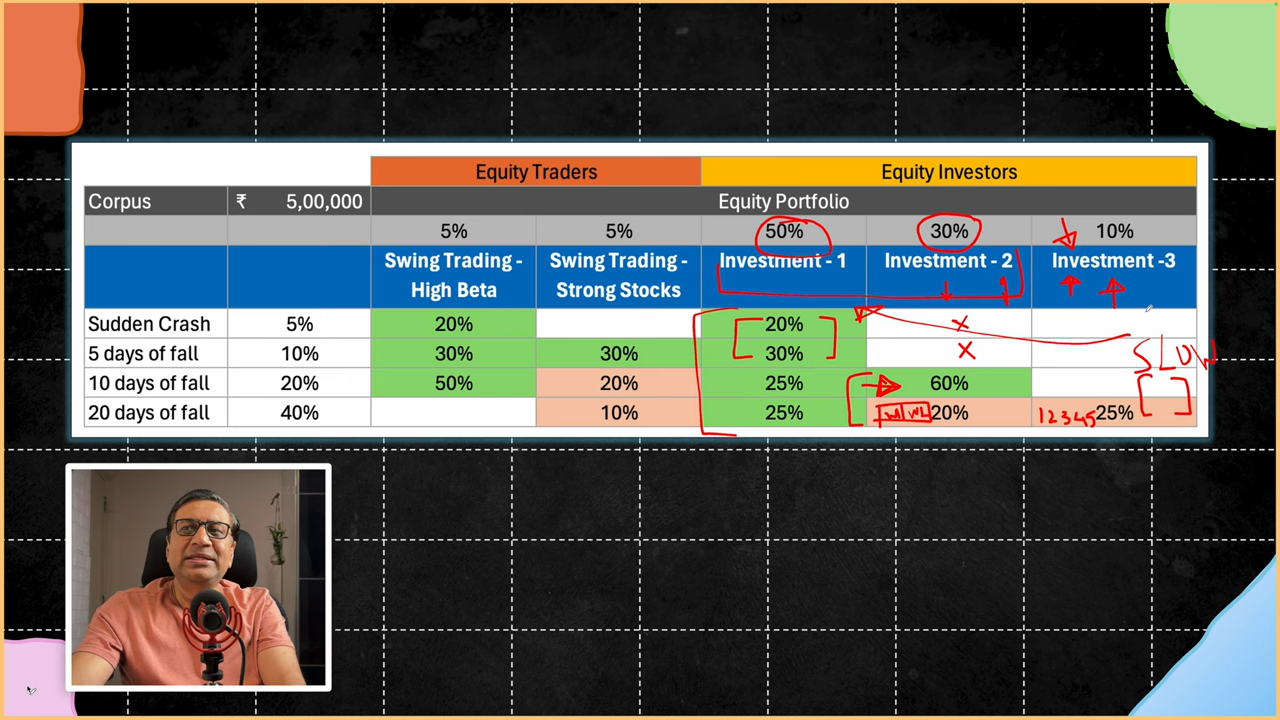 Equity Traders Equity Investors
Corpus ₹ 5,00,000 Equity Portfolio
5% 5% 50% 30% 10%
Swing Trading - High Beta Swing Trading - Strong Stocks Investment - 1 Investment - 2 Investment -3
Sudden Crash 5% 20% 20% x
5 days of fall 10% 30% 30% 30% x
SLOW
10 days of fall 20% 50% 20% 25% 60%
20 days of fall 40% 10% 25% WL 20% 12345 25%